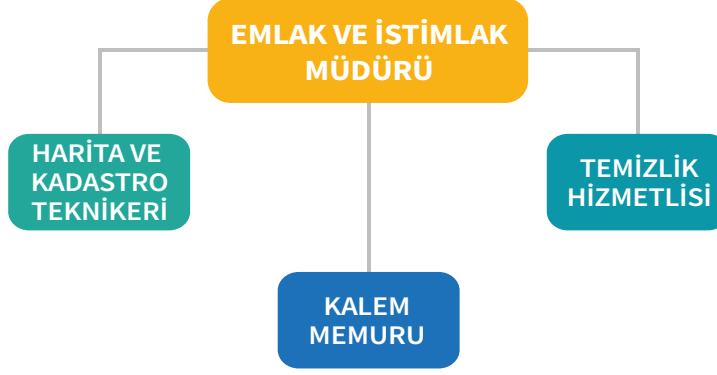 EMLAK VE İSTİMLAK
MÜDÜRÜ
HARİTA VE
KADASTRO
TEKNİKERİ
TEMİZLİK
HİZMETLİSİ
KALEM
MEMURU